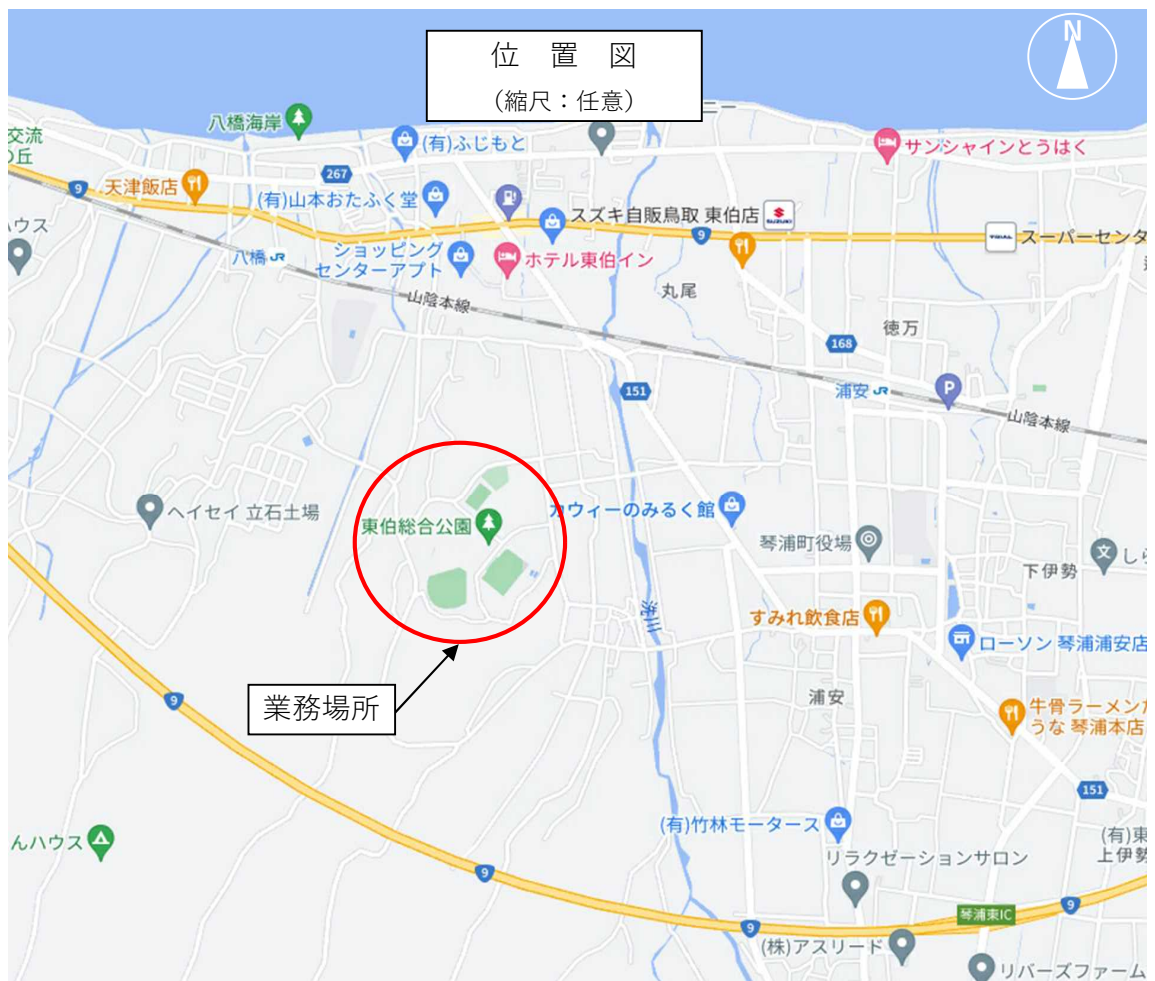 位 置 図
(縮尺：任意)
N
八橋海岸
交流
の丘
(有)ふじもと
サンシャインとうはく
267
9
天津飯店
(有)山本おたふく堂
スズキ自販鳥取 東伯店
SUZUKI
9
スーパーセンタ
ハウス
八橋 JR
ショッピング
センターアプト
ホテル東伯イン
丸尾
山陰本線
徳万
168
151
浦安 JR
P
山陰本線
ヘイセイ 立石土場
東伯総合公園
カウィーのみるく館
琴浦町役場
文
しら
下伊勢
洗川
すみれ飲食店
ローソン 琴浦浦安店
業務場所
9
浦安
牛骨ラーメンた
うな 琴浦本店
151
(有)竹林モータース
(有)東
上伊勢
んハウス
リラクゼーションサロン
9
琴浦東IC
9
9
(株)アスリード
リバーズファーム